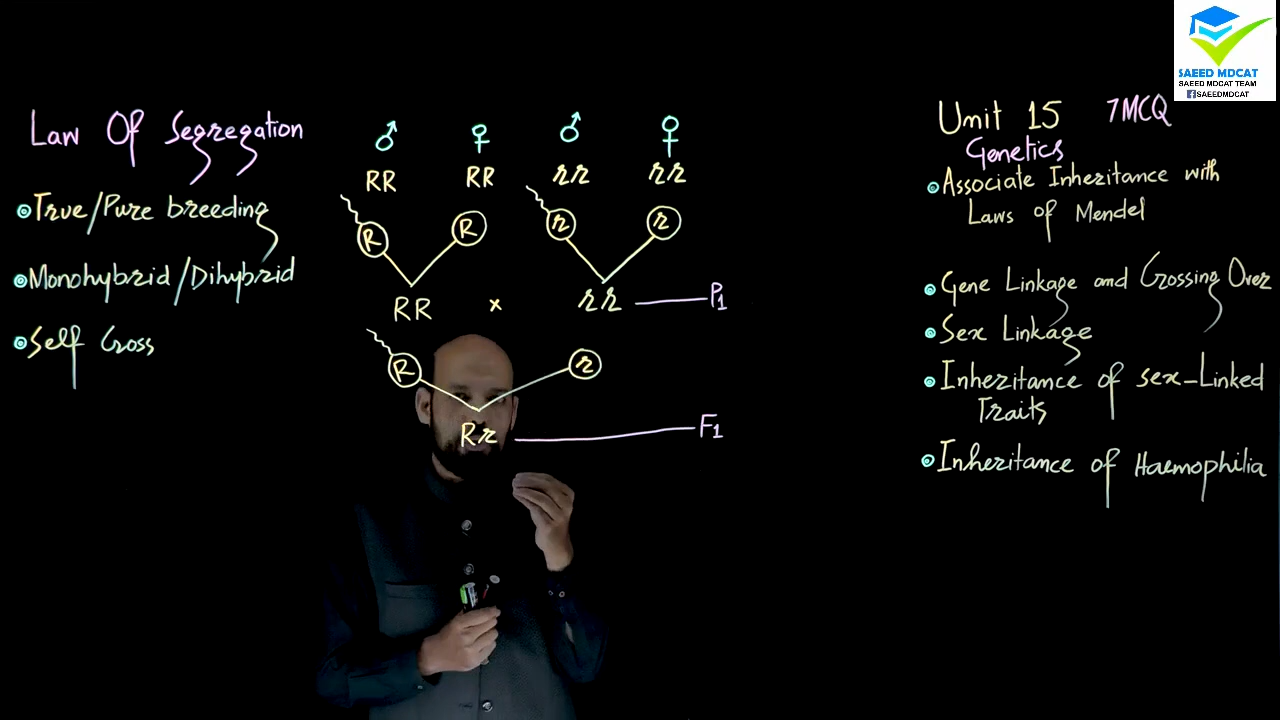 SAEED MDCAT
SAEED MDCAT TEAM
SAEEDMDCAT
Law Of Segregation
True/Pure breeding
Monohybrid/Dihybrid
Self Cross
♂ ♀ ♂ ♀
RR RR rr rr
R R r r
RR x rr P1
R r
Rr F1
Unit 15 7MCQ
Genetics
Associate Inheritance with
Laws of Mendel
Gene Linkage and Crossing Over
Sex Linkage
Inheritance of sex-Linked
Traits
Inheritance of Haemophilia